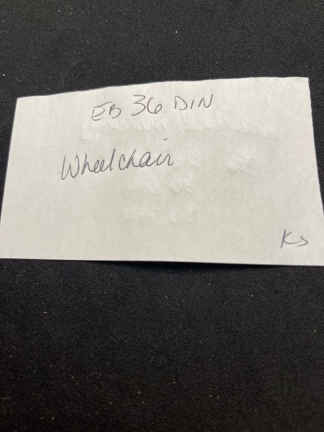 EB 36 DIN
Wheelchair
KS